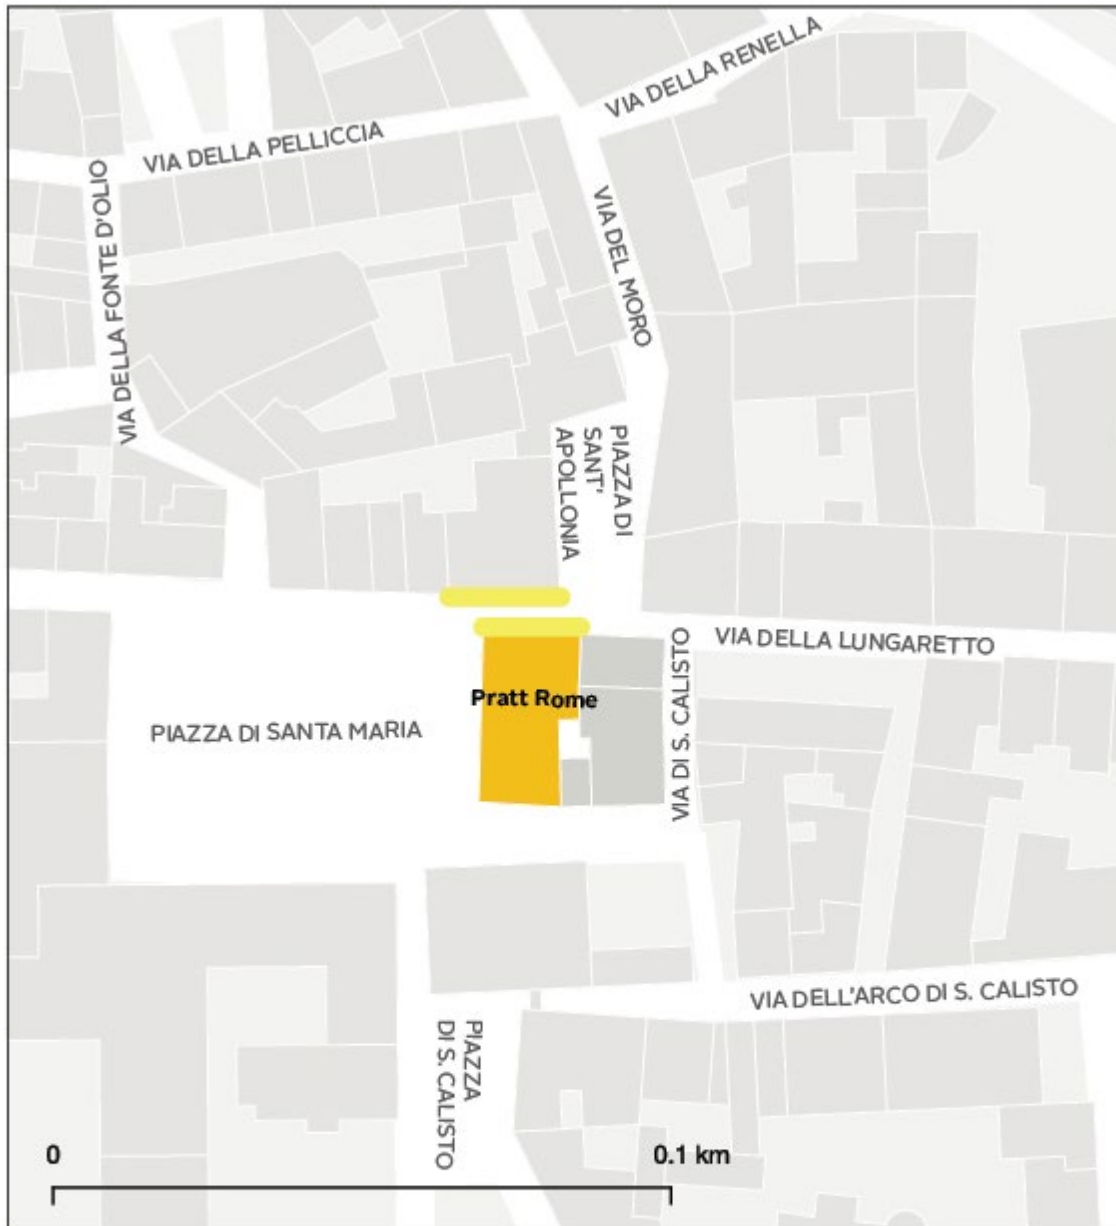 VIA DELLA RENELLA
VIA DELLA PELLICCIA
VIA DELLA FONTE D'OLIO
VIA DEL MORO
PIAZZA DI
SANT'
APOLLONIA
VIA DELLA LUNGARETTO
Pratt Rome
PIAZZA DI SANTA MARIA
VIA DI S. CALISTO
VIA DELL'ARCO DI S. CALISTO
PIAZZA
DI S. CALISTO
0
0.1 km